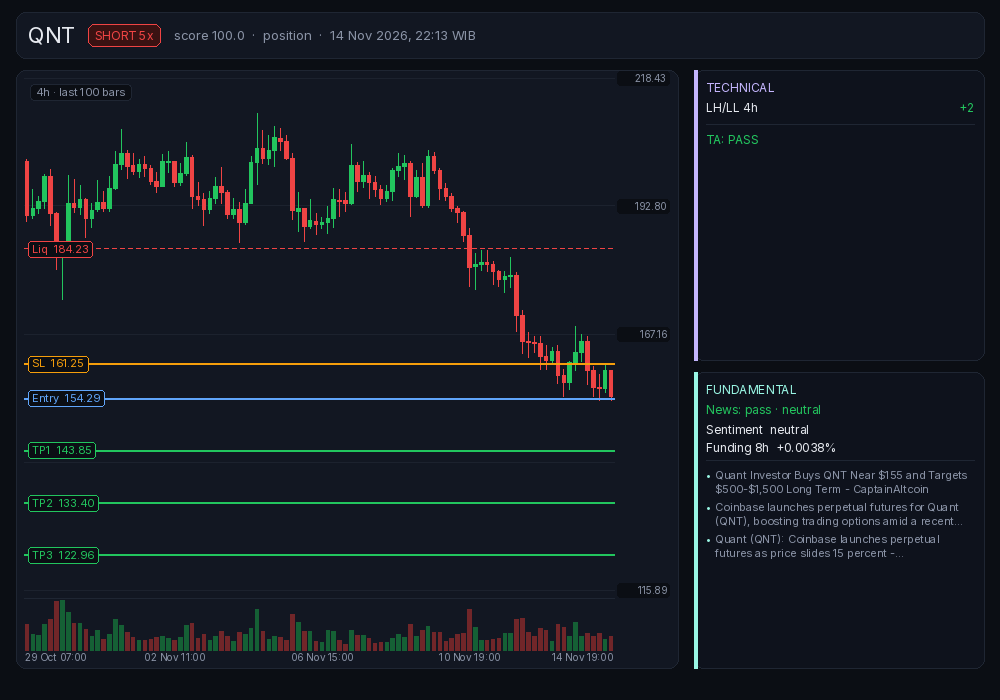 QNT SHORT 5x score 100.0 · position · 14 Nov 2026, 22:13 WIB
4h · last 100 bars
218.43
192.80
Liq 184.23
167.16
SL 161.25
Entry 154.29
TP1 143.85
TP2 133.40
TP3 122.96
115.89
29 Oct 07:00 02 Nov 11:00 06 Nov 15:00 10 Nov 19:00 14 Nov 19:00
TECHNICAL
LH/LL 4h +2
TA: PASS
FUNDAMENTAL
News: pass · neutral
Sentiment neutral
Funding 8h +0.0038%
• Quant Investor Buys QNT Near $155 and Targets
$500-$1,500 Long Term - CaptainAltcoin
• Coinbase launches perpetual futures for Quant
(QNT), boosting trading options amid a recent...
• Quant (QNT): Coinbase launches perpetual
futures as price slides 15 percent -...